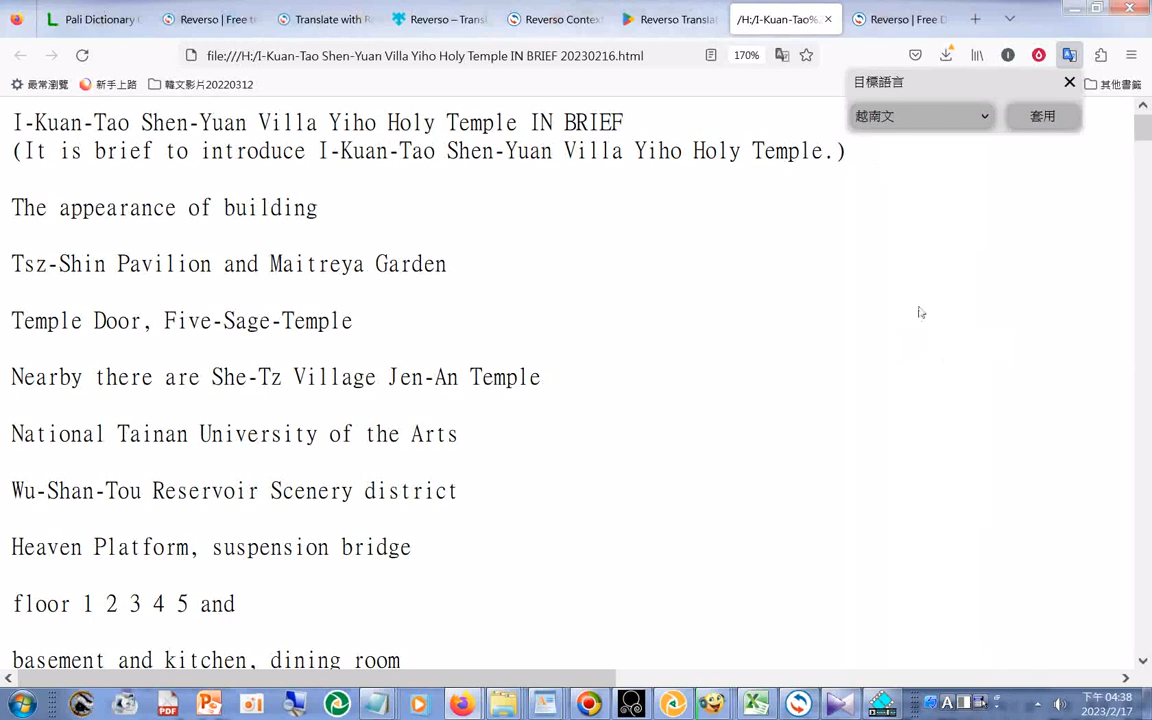 Pali Dictionary
Reverso | Free
Translate with
Reverso – Trans
Reverso Context
Reverso Transla
/H:/I-Kuan-Tao
Reverso | Free
file:///H:/I-Kuan-Tao Shen-Yuan Villa Yiho Holy Temple IN BRIEF 20230216.html
170%
最常瀏覽
新手上路
韓文影片20220312
其他書籤
目標語言
越南文
套用
I-Kuan-Tao Shen-Yuan Villa Yiho Holy Temple IN BRIEF
(It is brief to introduce I-Kuan-Tao Shen-Yuan Villa Yiho Holy Temple.)
The appearance of building
Tsz-Shin Pavilion and Maitreya Garden
Temple Door, Five-Sage-Temple
Nearby there are She-Tz Village Jen-An Temple
National Tainan University of the Arts
Wu-Shan-Tou Reservoir Scenery district
Heaven Platform, suspension bridge
floor 1 2 3 4 5 and
basement and kitchen, dining room
下午 04:38
2023/2/17